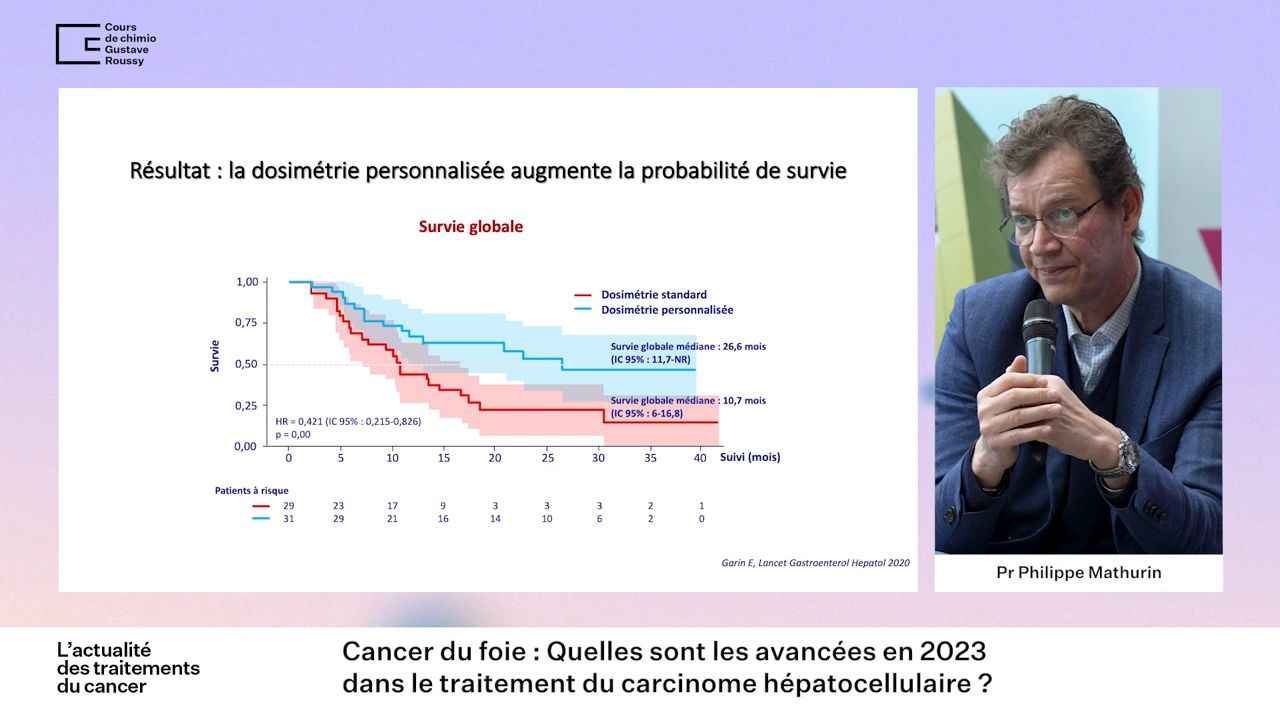 Cours
de chimio
Gustave
Roussy
Résultat : la dosimétrie personnalisée augmente la probabilité de survie
Survie globale
1,00
0,75
0,50
0,25
0,00
Survie
Dosimétrie standard
Dosimétrie personnalisée
Survie globale médiane : 26,6 mois
(IC 95% : 11,7-NR)
Survie globale médiane : 10,7 mois
(IC 95% : 6-16,8)
HR = 0,421 (IC 95% : 0,215-0,826)
p = 0,00
0 5 10 15 20 25 30 35 40 Suivi (mois)
Patients à risque
29 23 17 9 3 3 3 2 1
31 29 21 16 14 10 6 2 0
Garin E, Lancet Gastroenterol Hepatol 2020
Pr Philippe Mathurin
L'actualité
des traitements
du cancer
Cancer du foie : Quelles sont les avancées en 2023
dans le traitement du carcinome hépatocellulaire ?